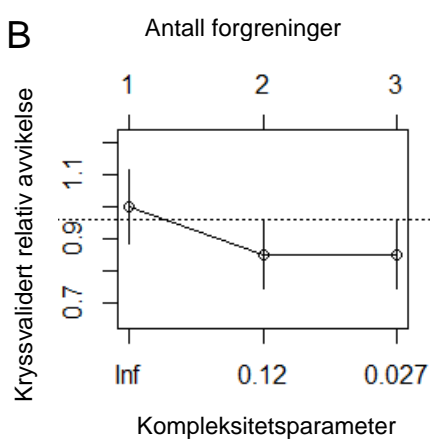 B
Antall forgreninger
1 2 3
Kryssvalidert relativ avvikelse
1.1
0.9
0.7
Inf 0.12 0.027
Kompleksitetsparameter